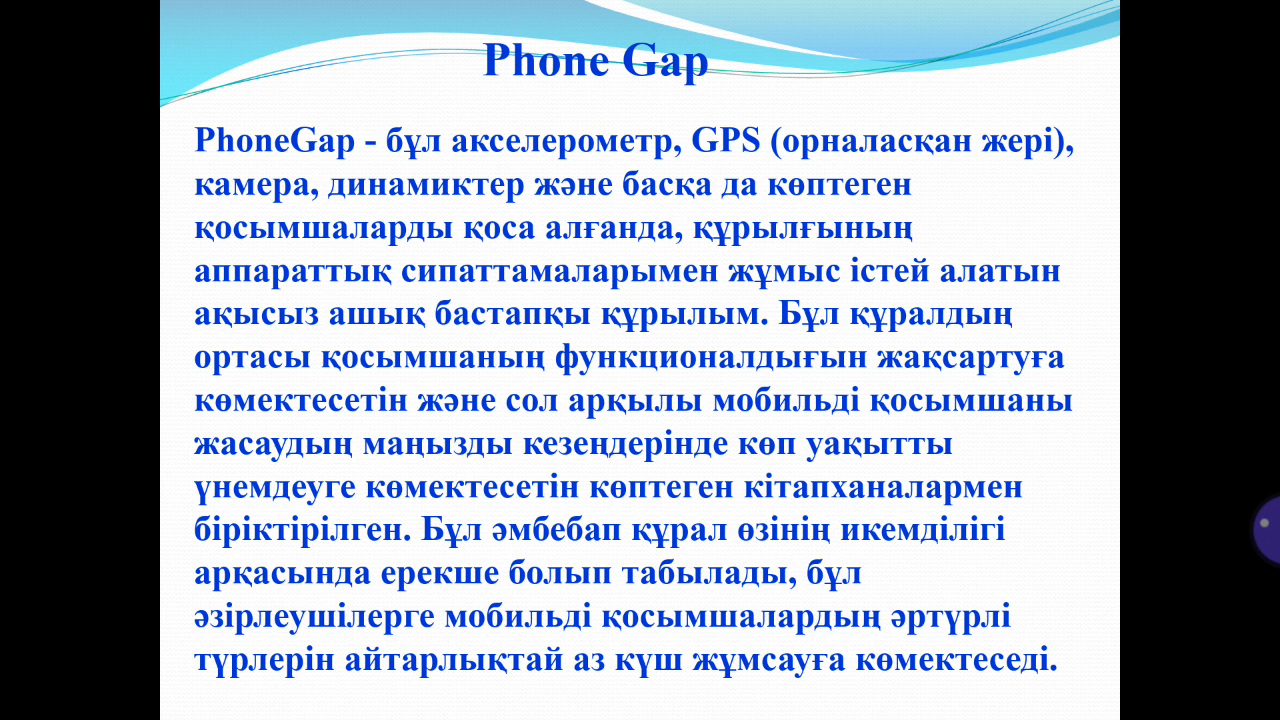 Phone Gap
PhoneGap - бұл акселерометр, GPS (орналасқан жері),
камера, динамиктер және басқа да көптеген
қосымшаларды қоса алғанда, құрылғының
аппараттық сипаттамаларымен жұмыс істей алатын
ақысыз ашық бастапқы құрылым. Бұл құралдың
ортасы қосымшаның функционалдығын жақсартуға
көмектесетін және сол арқылы мобильді қосымшаны
жасаудың маңызды кезеңдерінде көп уақытты
үнемдеуге көмектесетін көптеген кітапханалармен
біріктірілген. Бұл әмбебап құрал өзінің икемділігі
арқасында ерекше болып табылады, бұл
әзірлеушілерге мобильді қосымшалардың әртүрлі
түрлерін айтарлықтай аз күш жұмсауға көмектеседі.